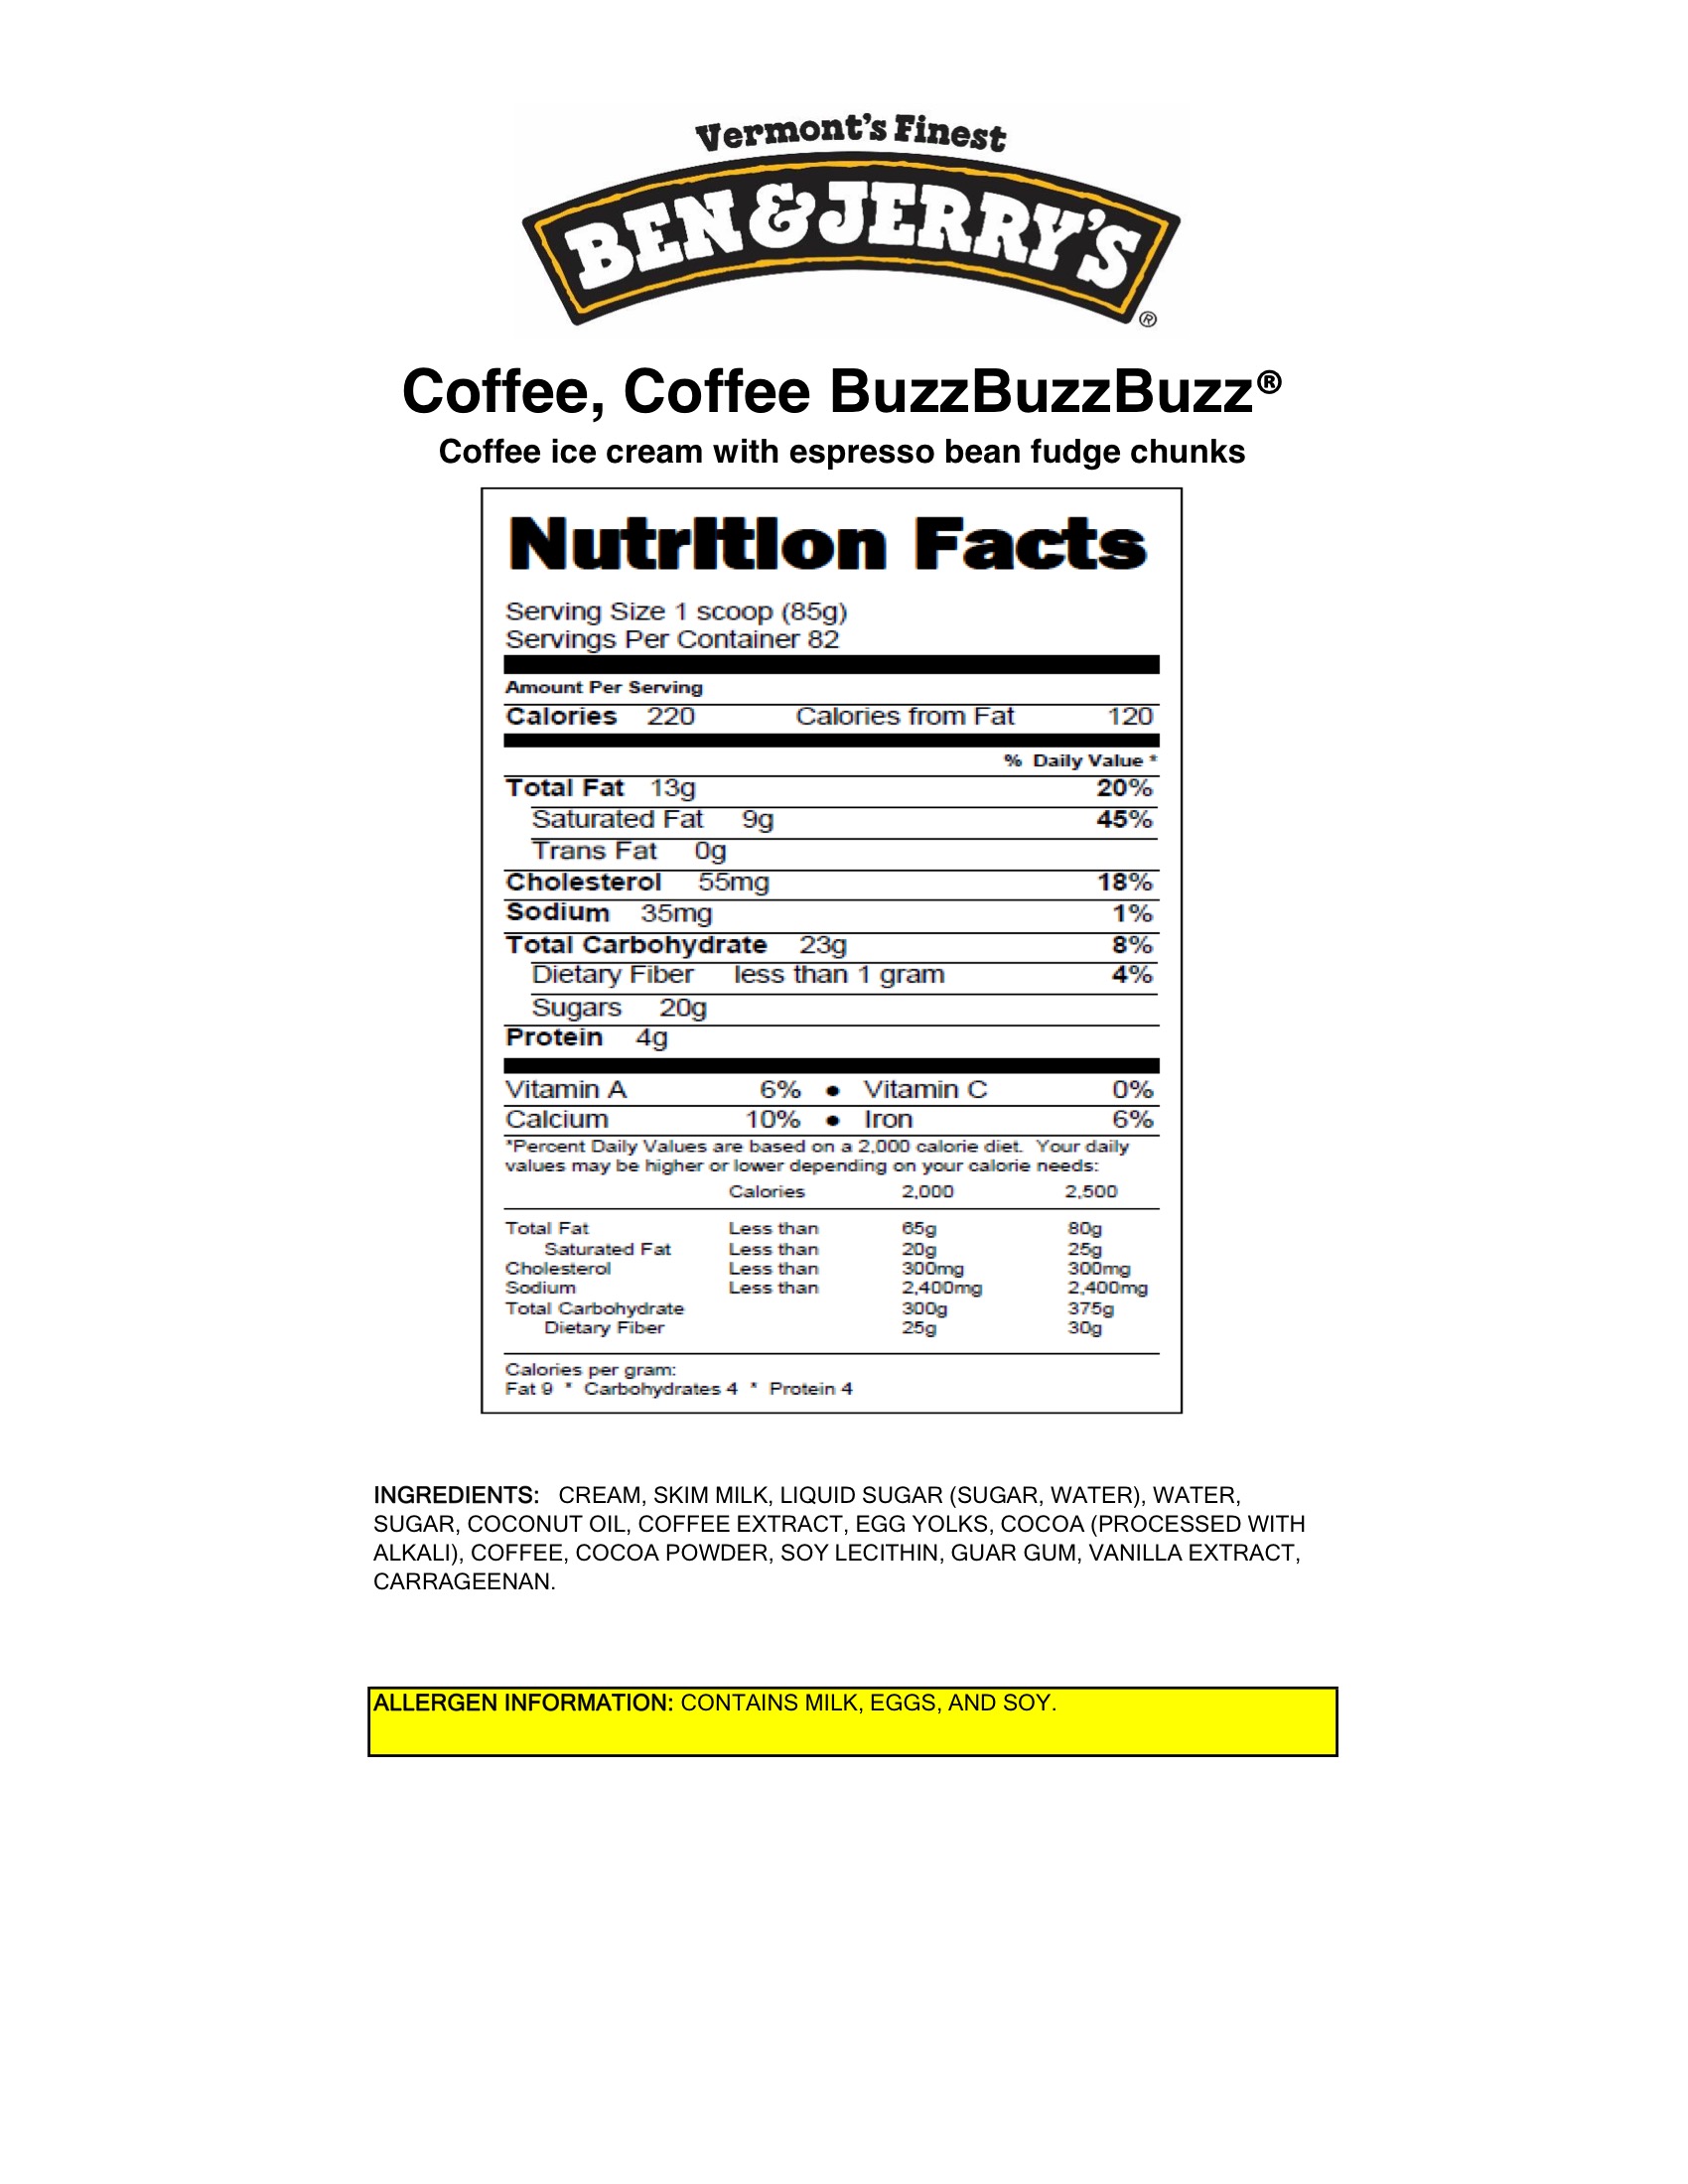 Vermont's Finest
BEN & JERRY'S ®
Coffee, Coffee BuzzBuzzBuzz®
Coffee ice cream with espresso bean fudge chunks
Nutrition Facts
Serving Size 1 scoop (85g)
Servings Per Container 82
Amount Per Serving
Calories 220 Calories from Fat 120
% Daily Value *
Total Fat 13g 20%
Saturated Fat 9g 45%
Trans Fat 0g
Cholesterol 55mg 18%
Sodium 35mg 1%
Total Carbohydrate 23g 8%
Dietary Fiber less than 1 gram 4%
Sugars 20g
Protein 4g
Vitamin A 6% ● Vitamin C 0%
Calcium 10% ● Iron 6%
*Percent Daily Values are based on a 2,000 calorie diet. Your daily
values may be higher or lower depending on your calorie needs:
Calories 2,000 2,500
Total Fat Less than 65g 80g
Saturated Fat Less than 20g 25g
Cholesterol Less than 300mg 300mg
Sodium Less than 2,400mg 2,400mg
Total Carbohydrate 300g 375g
Dietary Fiber 25g 30g
Calories per gram:
Fat 9 * Carbohydrates 4 * Protein 4
INGREDIENTS: CREAM, SKIM MILK, LIQUID SUGAR (SUGAR, WATER), WATER,
SUGAR, COCONUT OIL, COFFEE EXTRACT, EGG YOLKS, COCOA (PROCESSED WITH
ALKALI), COFFEE, COCOA POWDER, SOY LECITHIN, GUAR GUM, VANILLA EXTRACT,
CARRAGEENAN.
ALLERGEN INFORMATION: CONTAINS MILK, EGGS, AND SOY.